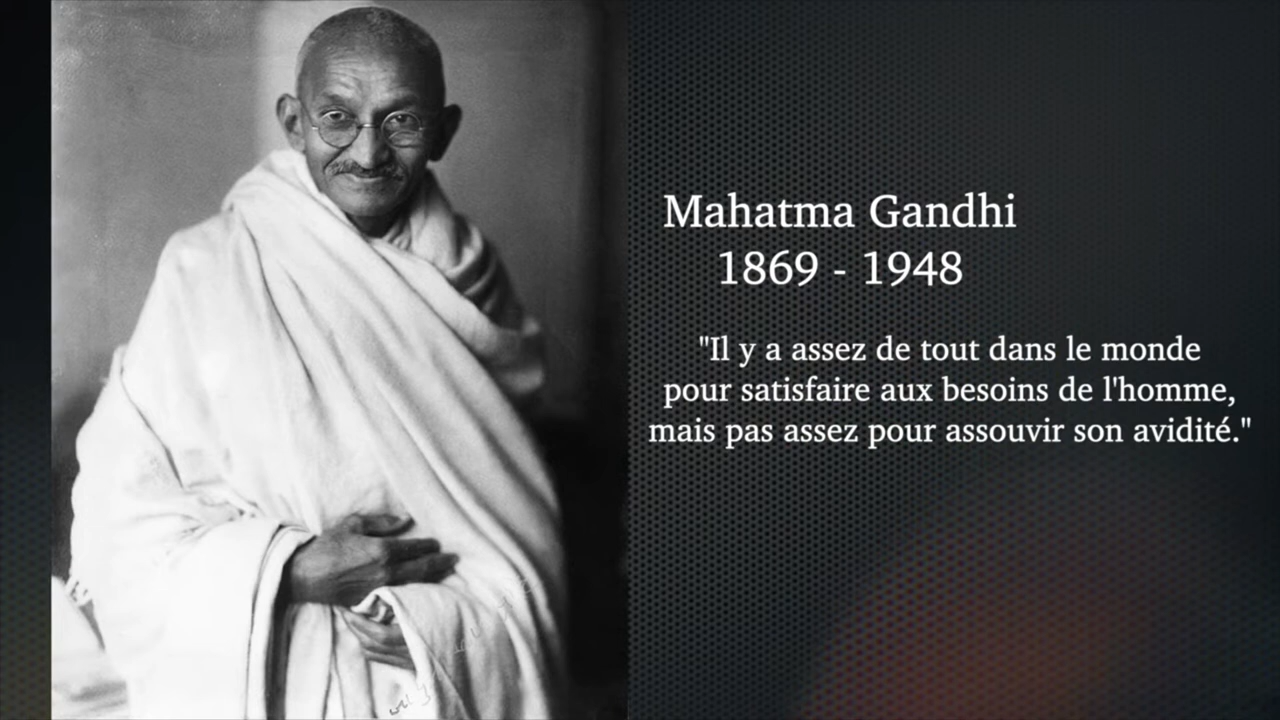 Mahatma Gandhi
1869 - 1948
"Il y a assez de tout dans le monde
pour satisfaire aux besoins de l'homme,
mais pas assez pour assouvir son avidité."